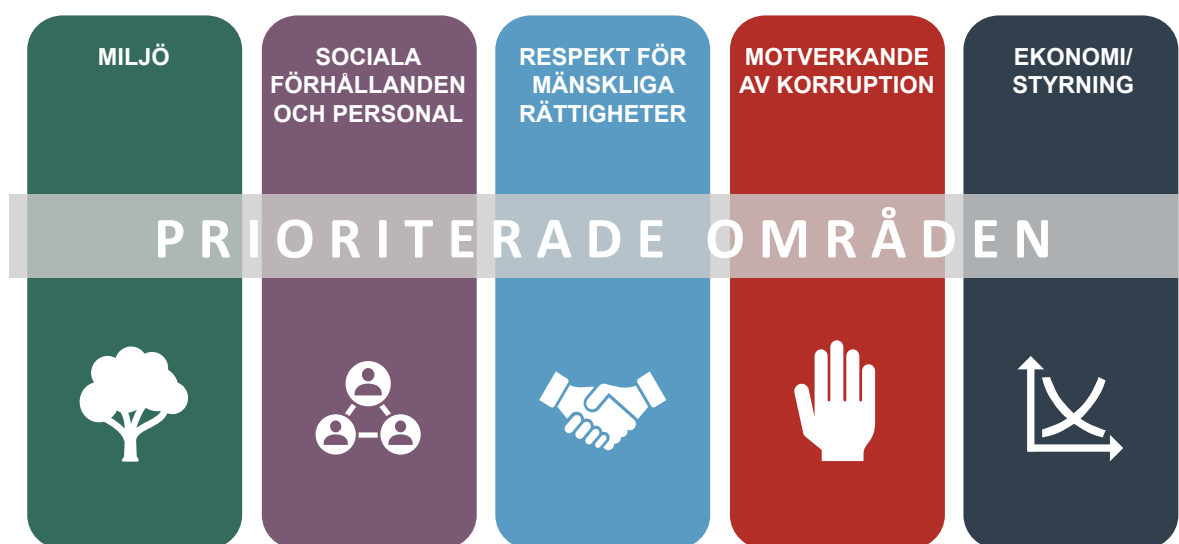 MILJÖ
SOCIALA
FÖRHÅLLANDEN
OCH PERSONAL
RESPEKT FÖR
MÄNSKLIGA
RÄTTIGHETER
MOTVERKANDE
AV KORRUPTION
EKONOMI/
STYRNING
PRIORITERADE OMRÅDEN